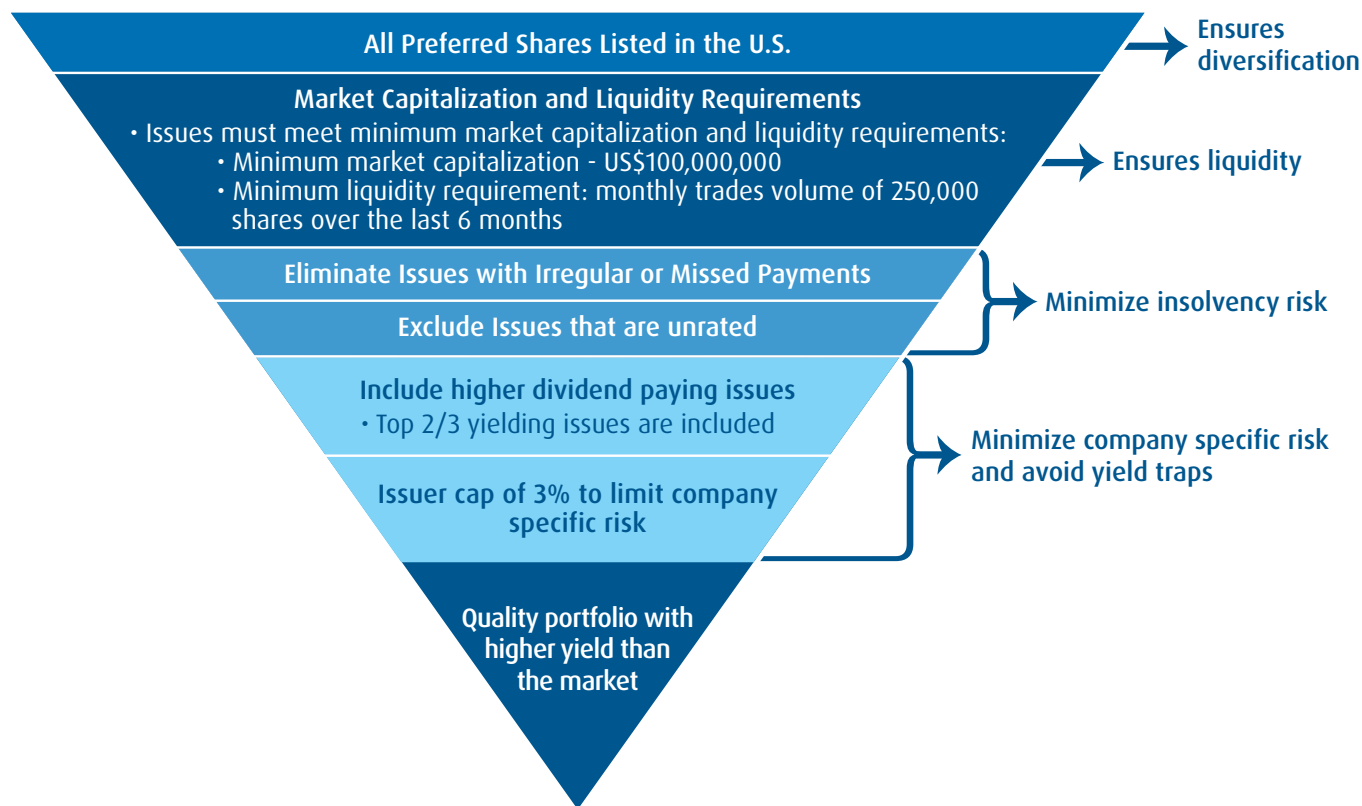 All Preferred Shares Listed in the U.S.
Ensures
diversification
Market Capitalization and Liquidity Requirements
• Issues must meet minimum market capitalization and liquidity requirements:
• Minimum market capitalization - US$100,000,000
• Minimum liquidity requirement: monthly trades volume of 250,000
shares over the last 6 months
Ensures liquidity
Eliminate Issues with Irregular or Missed Payments
Exclude Issues that are unrated
Minimize insolvency risk
Include higher dividend paying issues
• Top 2/3 yielding issues are included
Issuer cap of 3% to limit company
specific risk
Minimize company specific risk
and avoid yield traps
Quality portfolio with
higher yield than
the market